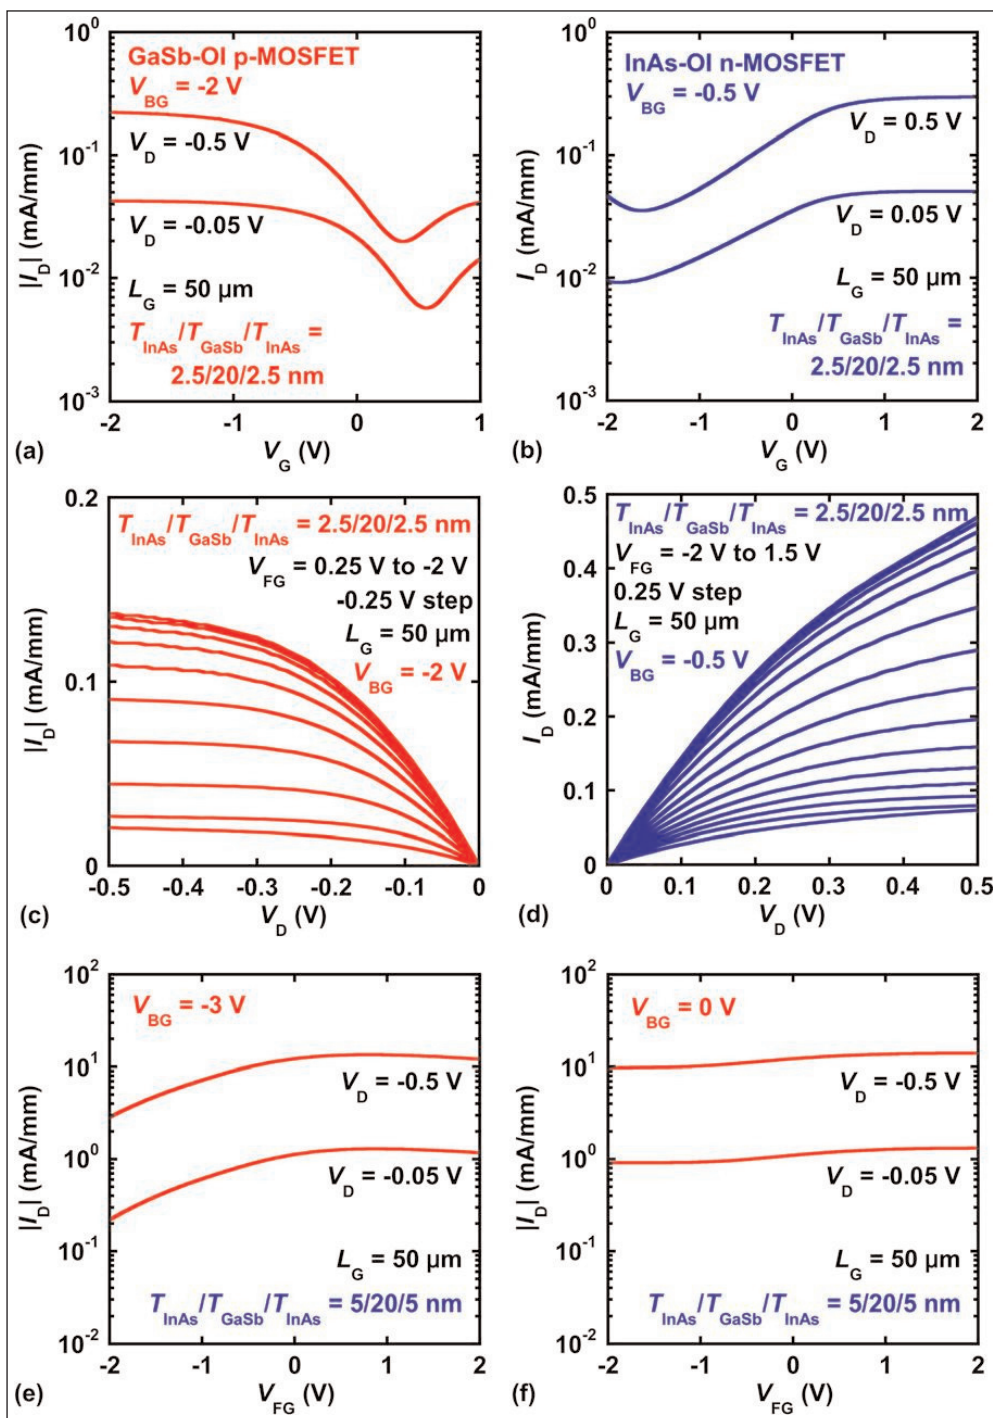 10^0
10^-1
10^-2
10^-3
|I_D| (mA/mm)
GaSb-OI p-MOSFET
V_BG = -2 V
V_D = -0.5 V
V_D = -0.05 V
L_G = 50 µm
T_InAs/T_GaSb/T_InAs =
2.5/20/2.5 nm
-2 -1 0 1
(a) V_G (V)
10^0
10^-1
10^-2
10^-3
I_D (mA/mm)
InAs-OI n-MOSFET
V_BG = -0.5 V
V_D = 0.5 V
V_D = 0.05 V
L_G = 50 µm
T_InAs/T_GaSb/T_InAs =
2.5/20/2.5 nm
-2 -1 0 1 2
(b) V_G (V)
0.2
0.1
0
|I_D| (mA/mm)
T_InAs/T_GaSb/T_InAs = 2.5/20/2.5 nm
V_FG = 0.25 V to -2 V
-0.25 V step
L_G = 50 µm
V_BG = -2 V
-0.5 -0.4 -0.3 -0.2 -0.1 0
(c) V_D (V)
0.5
0.4
0.3
0.2
0.1
0
I_D (mA/mm)
T_InAs/T_GaSb/T_InAs = 2.5/20/2.5 nm
V_FG = -2 V to 1.5 V
0.25 V step
L_G = 50 µm
V_BG = -0.5 V
0 0.1 0.2 0.3 0.4 0.5
(d) V_D (V)
10^2
10^1
10^0
10^-1
10^-2
|I_D| (mA/mm)
V_BG = -3 V
V_D = -0.5 V
V_D = -0.05 V
L_G = 50 µm
T_InAs/T_GaSb/T_InAs = 5/20/5 nm
-2 -1 0 1 2
(e) V_FG (V)
10^2
10^1
10^0
10^-1
10^-2
|I_D| (mA/mm)
V_BG = 0 V
V_D = -0.5 V
V_D = -0.05 V
L_G = 50 µm
T_InAs/T_GaSb/T_InAs = 5/20/5 nm
-2 -1 0 1 2
(f) V_FG (V)